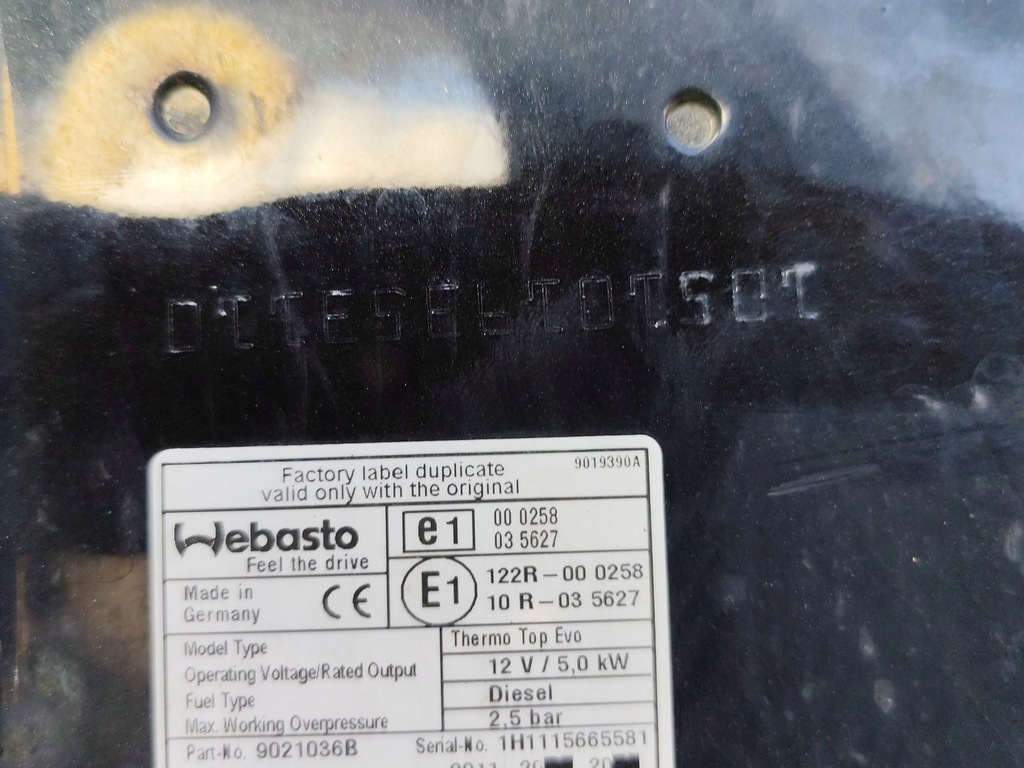 Factory label duplicate
valid only with the original
9019390A
Webasto
Feel the drive
e1
00 0258
03 5627
Made in
Germany
CE
E1
122R-00 0258
10 R-03 5627
Model Type
Thermo Top Evo
Operating Voltage/Rated Output
12 V / 5,0 kW
Fuel Type
Diesel
Max. Working Overpressure
2,5 bar
Part-No. 9021036B
Serial-No. 1H1115665581